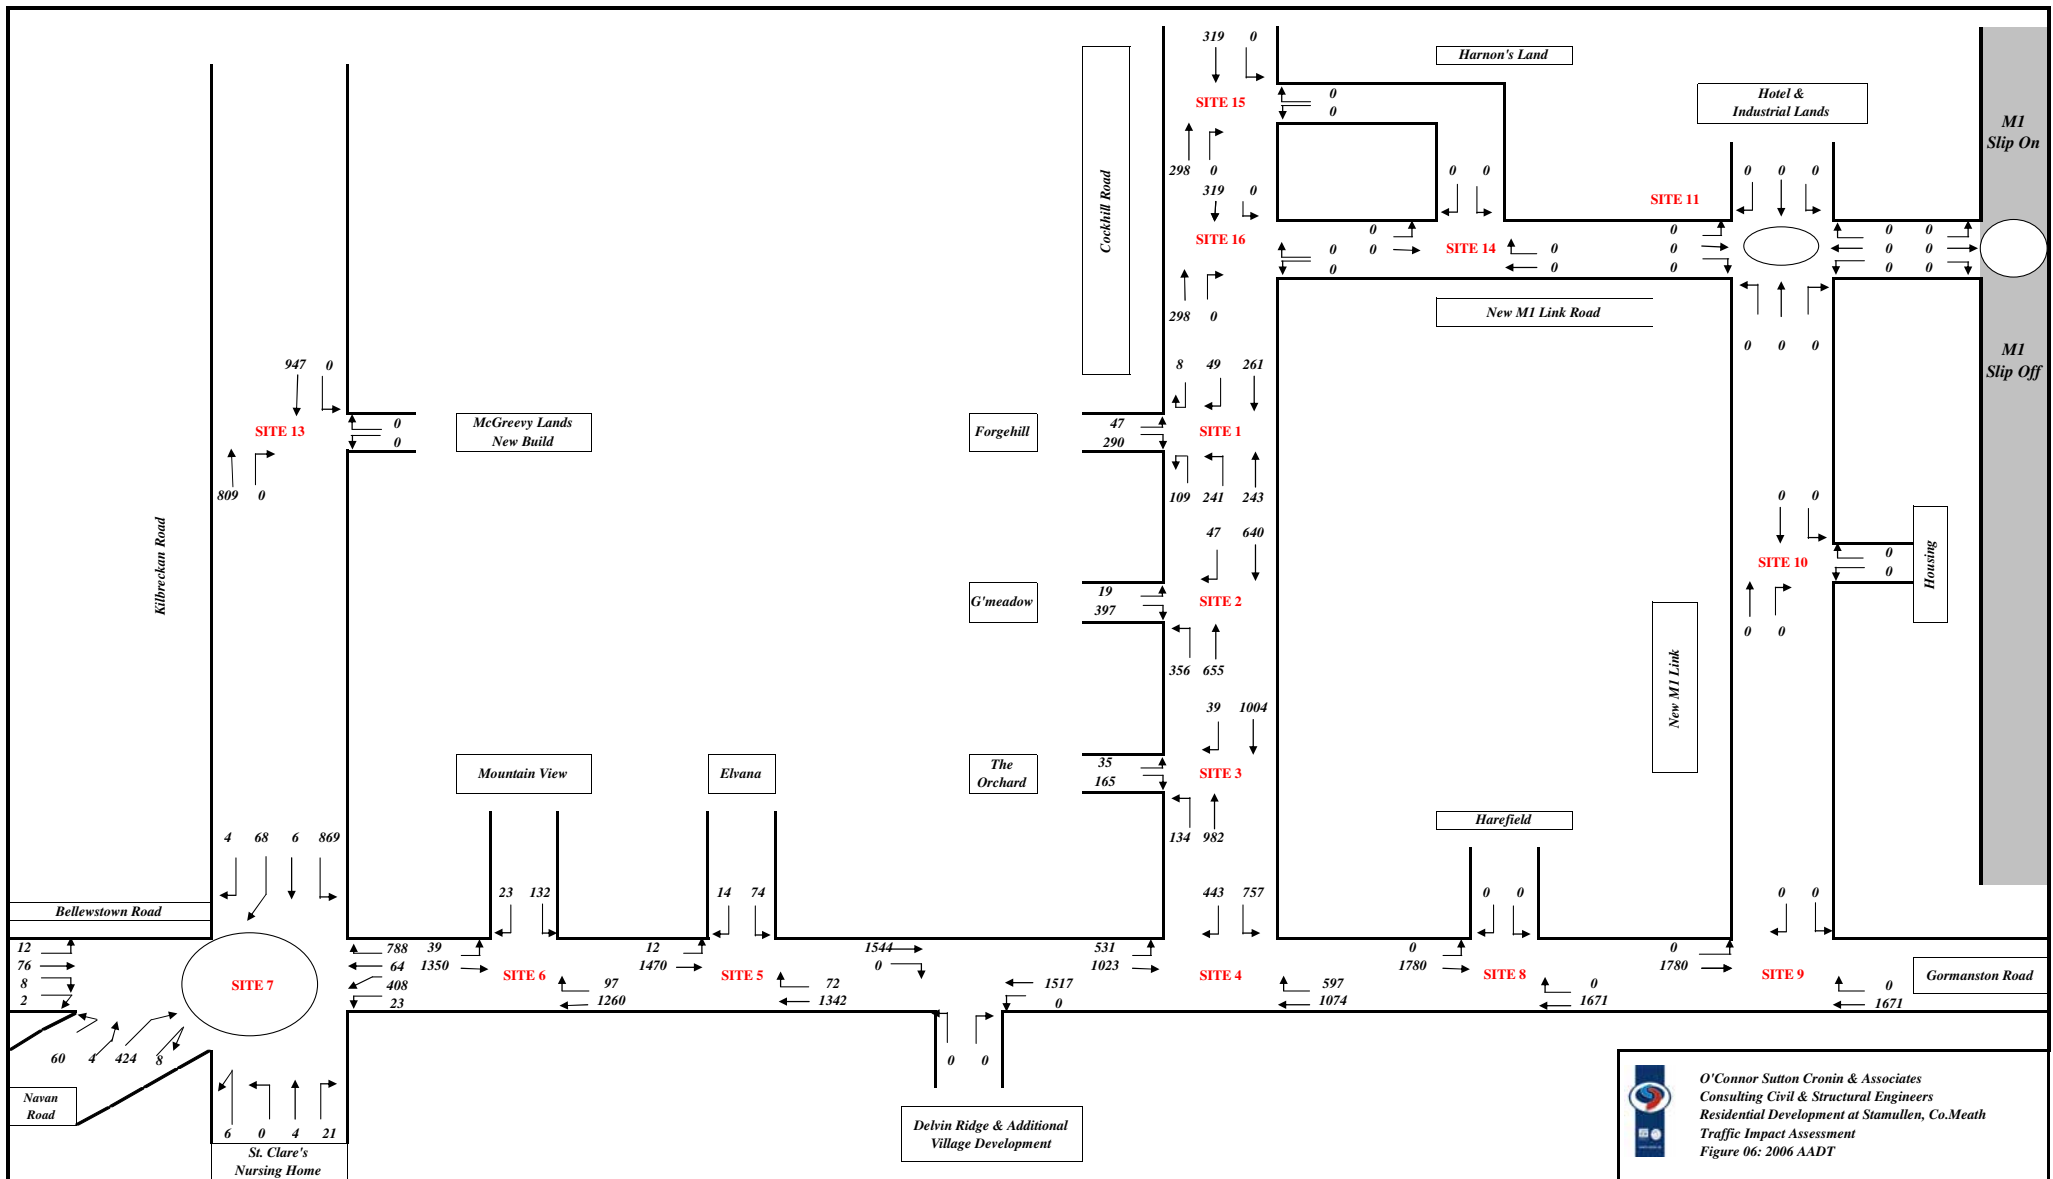 319 0
Harnon's Land
Hotel &
Industrial Lands
SITE 15
0
0
M1
Slip On
298 0
319 0
0 0
SITE 11
0 0 0
Cockhill Road
SITE 16
0
0
0
0
SITE 14
0
0
0
0
0
0 0
0 0
0 0
298 0
New M1 Link Road
0 0 0
M1
Slip Off
947 0
8 49 261
SITE 13
0
0
McGreevy Lands
New Build
Forgehill
47
290
SITE 1
809 0
109 241 243
Kilbreckan Road
47 640
0 0
SITE 10
0
0
Housing
G'meadow
19
397
SITE 2
0 0
356 655
New M1 Link
39 1004
Mountain View
Elvana
The
Orchard
35
165
SITE 3
134 982
Harefield
4 68 6 869
23 132
14 74
443 757
0 0
0 0
Bellewstown Road
12
76
8
2
SITE 7
788
64
408
23
39
1350
SITE 6
97
1260
12
1470
SITE 5
72
1342
1544
0
1517
0
531
1023
SITE 4
597
1074
0
1780
SITE 8
0
1671
0
1780
SITE 9
0
1671
Gormanston Road
60 4 424 8
0 0
Navan
Road
6 0 4 21
St. Clare's
Nursing Home
Delvin Ridge & Additional
Village Development
O'Connor Sutton Cronin & Associates
Consulting Civil & Structural Engineers
Residential Development at Stamullen, Co.Meath
Traffic Impact Assessment
Figure 06: 2006 AADT